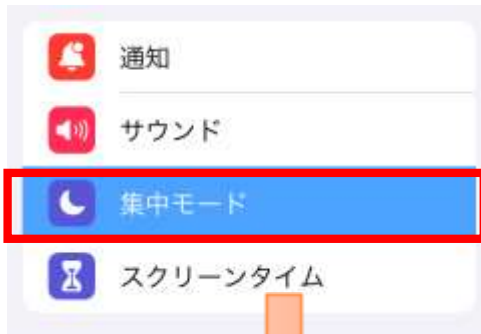 通知
サウンド
集中モード
スクリーンタイム